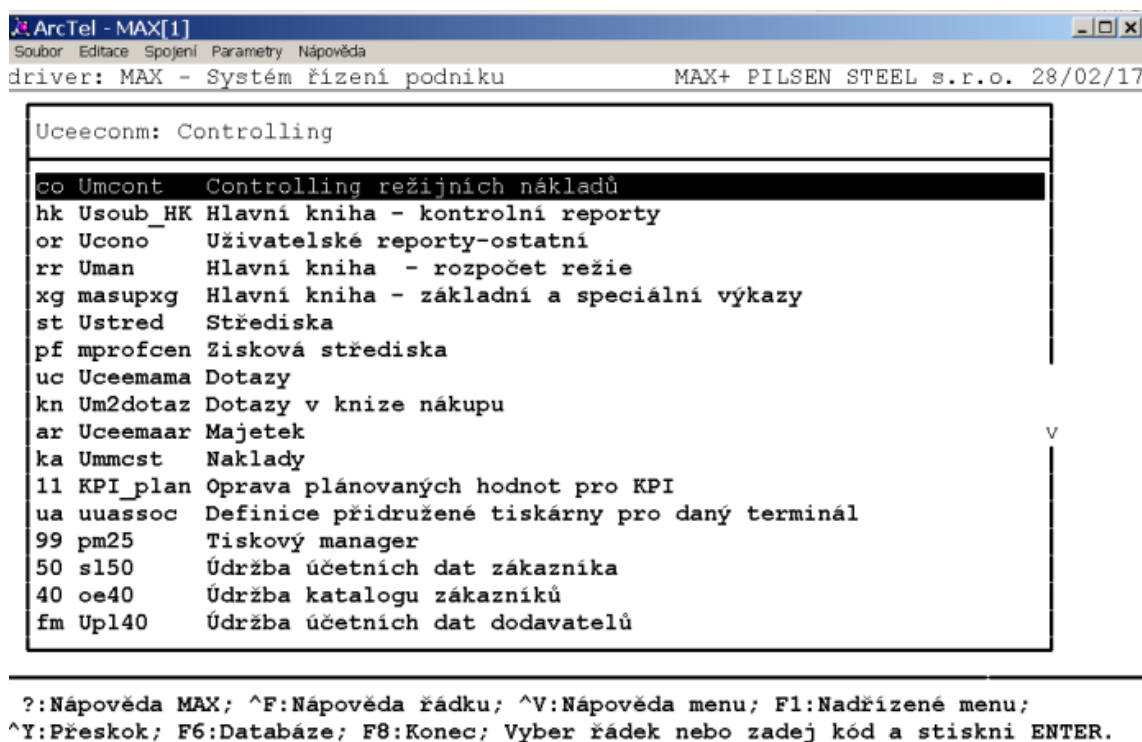 ArcTel - MAX[1]
Soubor Editace Spojení Parametry Nápověda
driver: MAX - Systém řízení podniku MAX+ PILSEN STEEL s.r.o. 28/02/17
Uceeconm: Controlling
co Umcont Controlling režijních nákladů
hk Usoub_HK Hlavní kniha - kontrolní reporty
or Ucono Uživatelské reporty-ostatní
rr Uman Hlavní kniha - rozpočet režie
xg masupxg Hlavní kniha - základní a speciální výkazy
st Ustred Střediska
pf mprofcen Zisková střediska
uc Uceemama Dotazy
kn Um2dotaz Dotazy v knize nákupu
ar Uceemaar Majetek v
ka Ummcst Naklady
11 KPI_plan Oprava plánovaných hodnot pro KPI
ua uuassoc Definice přidružené tiskárny pro daný terminál
99 pm25 Tiskový manager
50 sl50 Údržba účetních dat zákazníka
40 oe40 Údržba katalogu zákazníků
fm Upl40 Údržba účetních dat dodavatelů
?:Nápověda MAX; ^F:Nápověda řádku; ^V:Nápověda menu; F1:Nadřízené menu;
^Y:Přeskok; F6:Databáze; F8:Konec; Vyber řádek nebo zadej kód a stiskni ENTER.